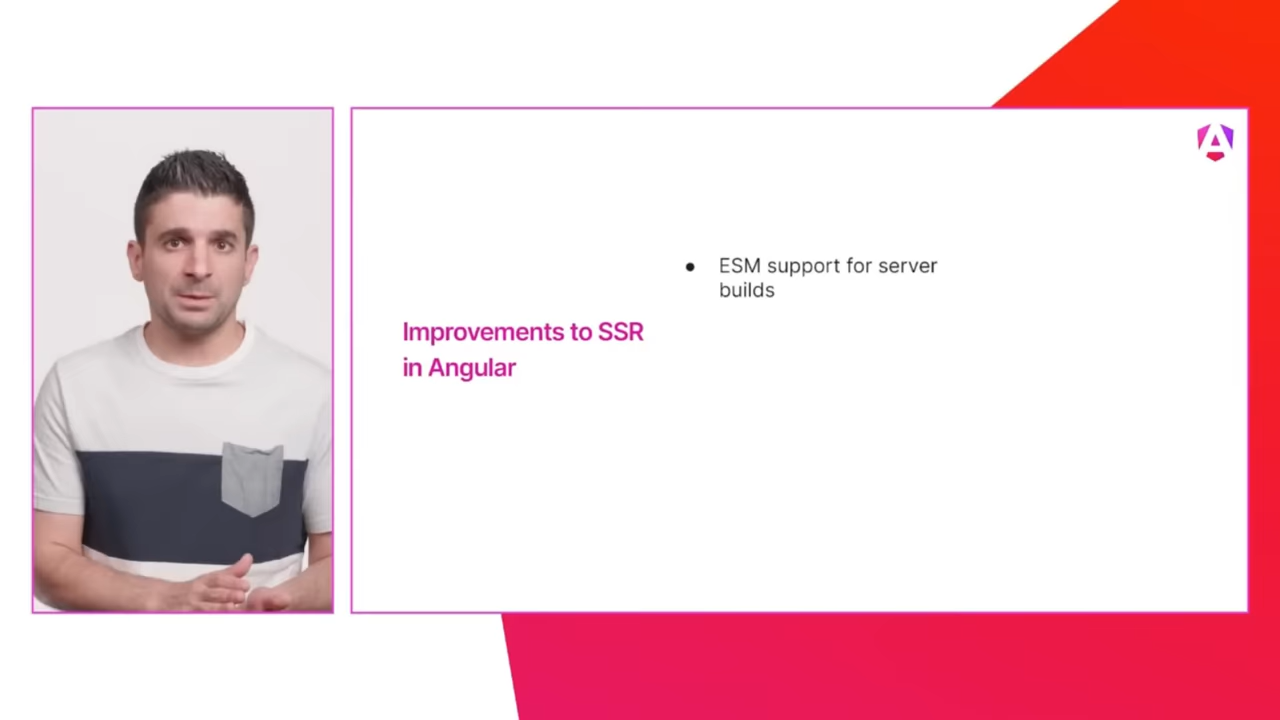 Improvements to SSR
in Angular
● ESM support for server
builds